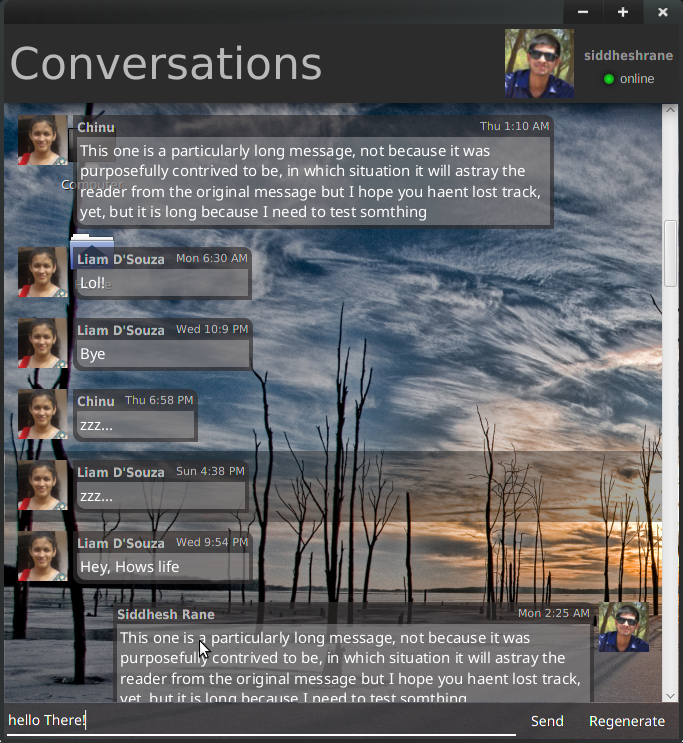 Conversations
siddheshrane
online
Chinu Thu 1:10 AM
This one is a particularly long message, not because it was
purposefully contrived to be, in which situation it will astray the
reader from the original message but I hope you haent lost track,
yet, but it is long because I need to test somthing
Computer
Liam D'Souza Mon 6:30 AM
Lol!
Liam D'Souza Wed 10:9 PM
Bye
Chinu Thu 6:58 PM
zzz...
Liam D'Souza Sun 4:38 PM
zzz...
Liam D'Souza Wed 9:54 PM
Hey, Hows life
Siddhesh Rane Mon 2:25 AM
This one is a particularly long message, not because it was
purposefully contrived to be, in which situation it will astray the
reader from the original message but I hope you haent lost track,
yet, but it is long because I need to test somthing
hello There!
Send Regenerate